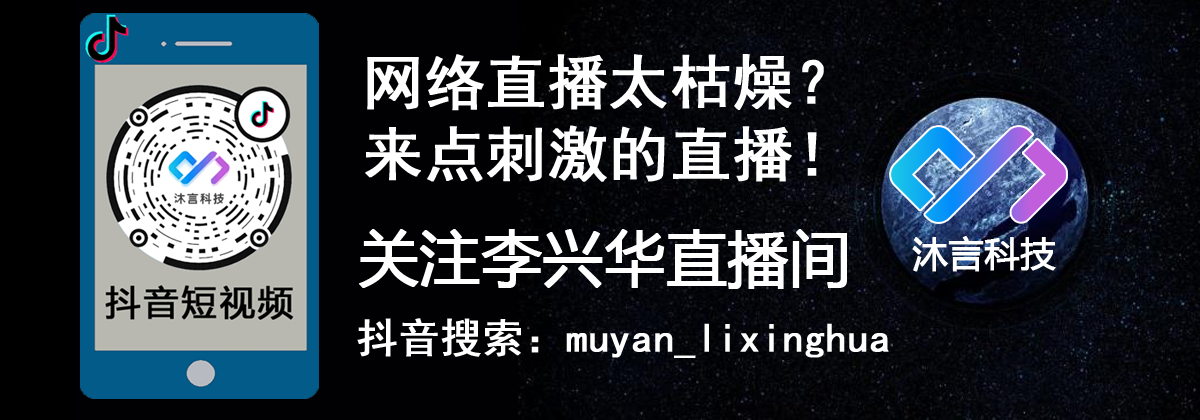 沐言科技
抖音短视频
网络直播太枯燥？
来点刺激的直播！
关注李兴华直播间
抖音搜索：muyan_lixinghua
沐言科技